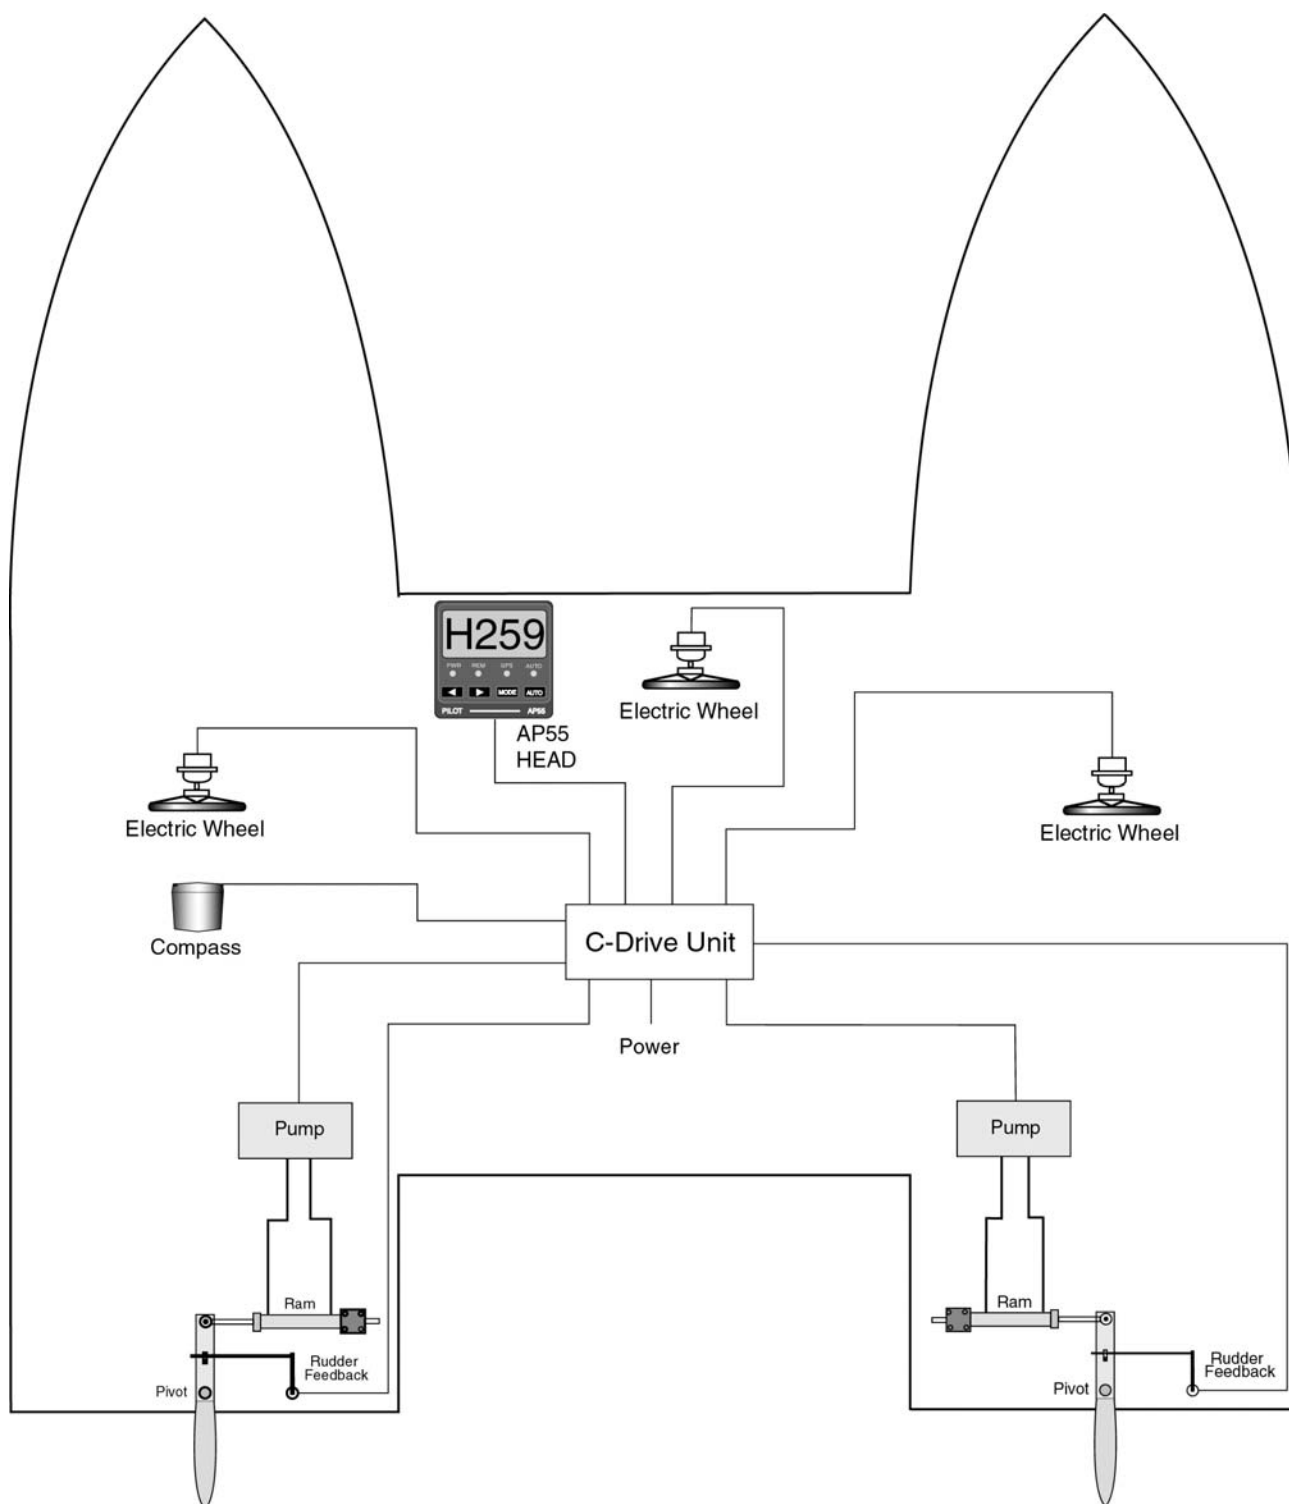 H259
PWR REM GPS AUTO
MODE AUTO
PILOT AP55
Electric Wheel
AP55
HEAD
Electric Wheel
Electric Wheel
Compass
C-Drive Unit
Power
Pump
Pump
Ram
Ram
Rudder
Feedback
Rudder
Feedback
Pivot
Pivot